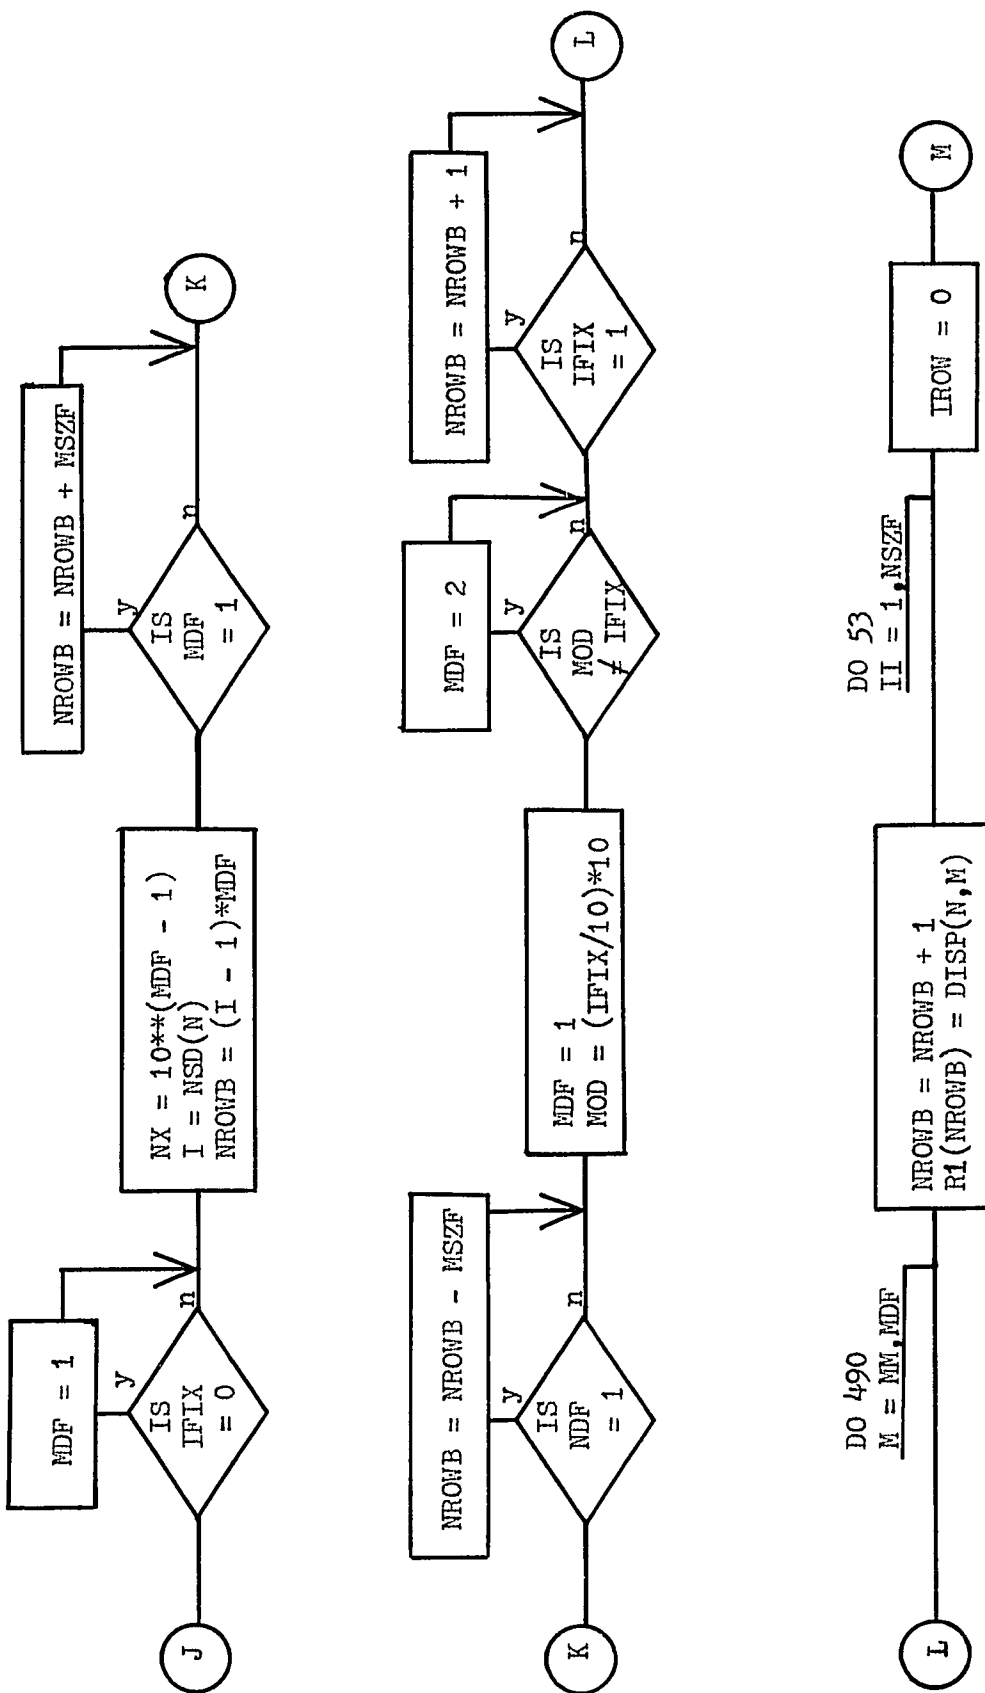 J
MDF = 1
y
IS
IFIX
= 0
n
NX = 10**(MDF - 1)
I = NSD(N)
NROWB = (I - 1)*MDF
NROWB = NROWB + MSZF
y
IS
MDF
= 1
n
K
K
NROWB = NROWB - MSZF
y
IS
NDF
= 1
n
MDF = 1
MOD = (IFIX/10)*10
MDF = 2
y
IS
MOD
≠ IFIX
n
NROWB = NROWB + 1
y
IS
IFIX
= 1
n
L
L
DO 490
M = MM,MDF
NROWB = NROWB + 1
R1(NROWB) = DISP(N,M)
DO 53
II = 1,NSZF
IROW = 0
M